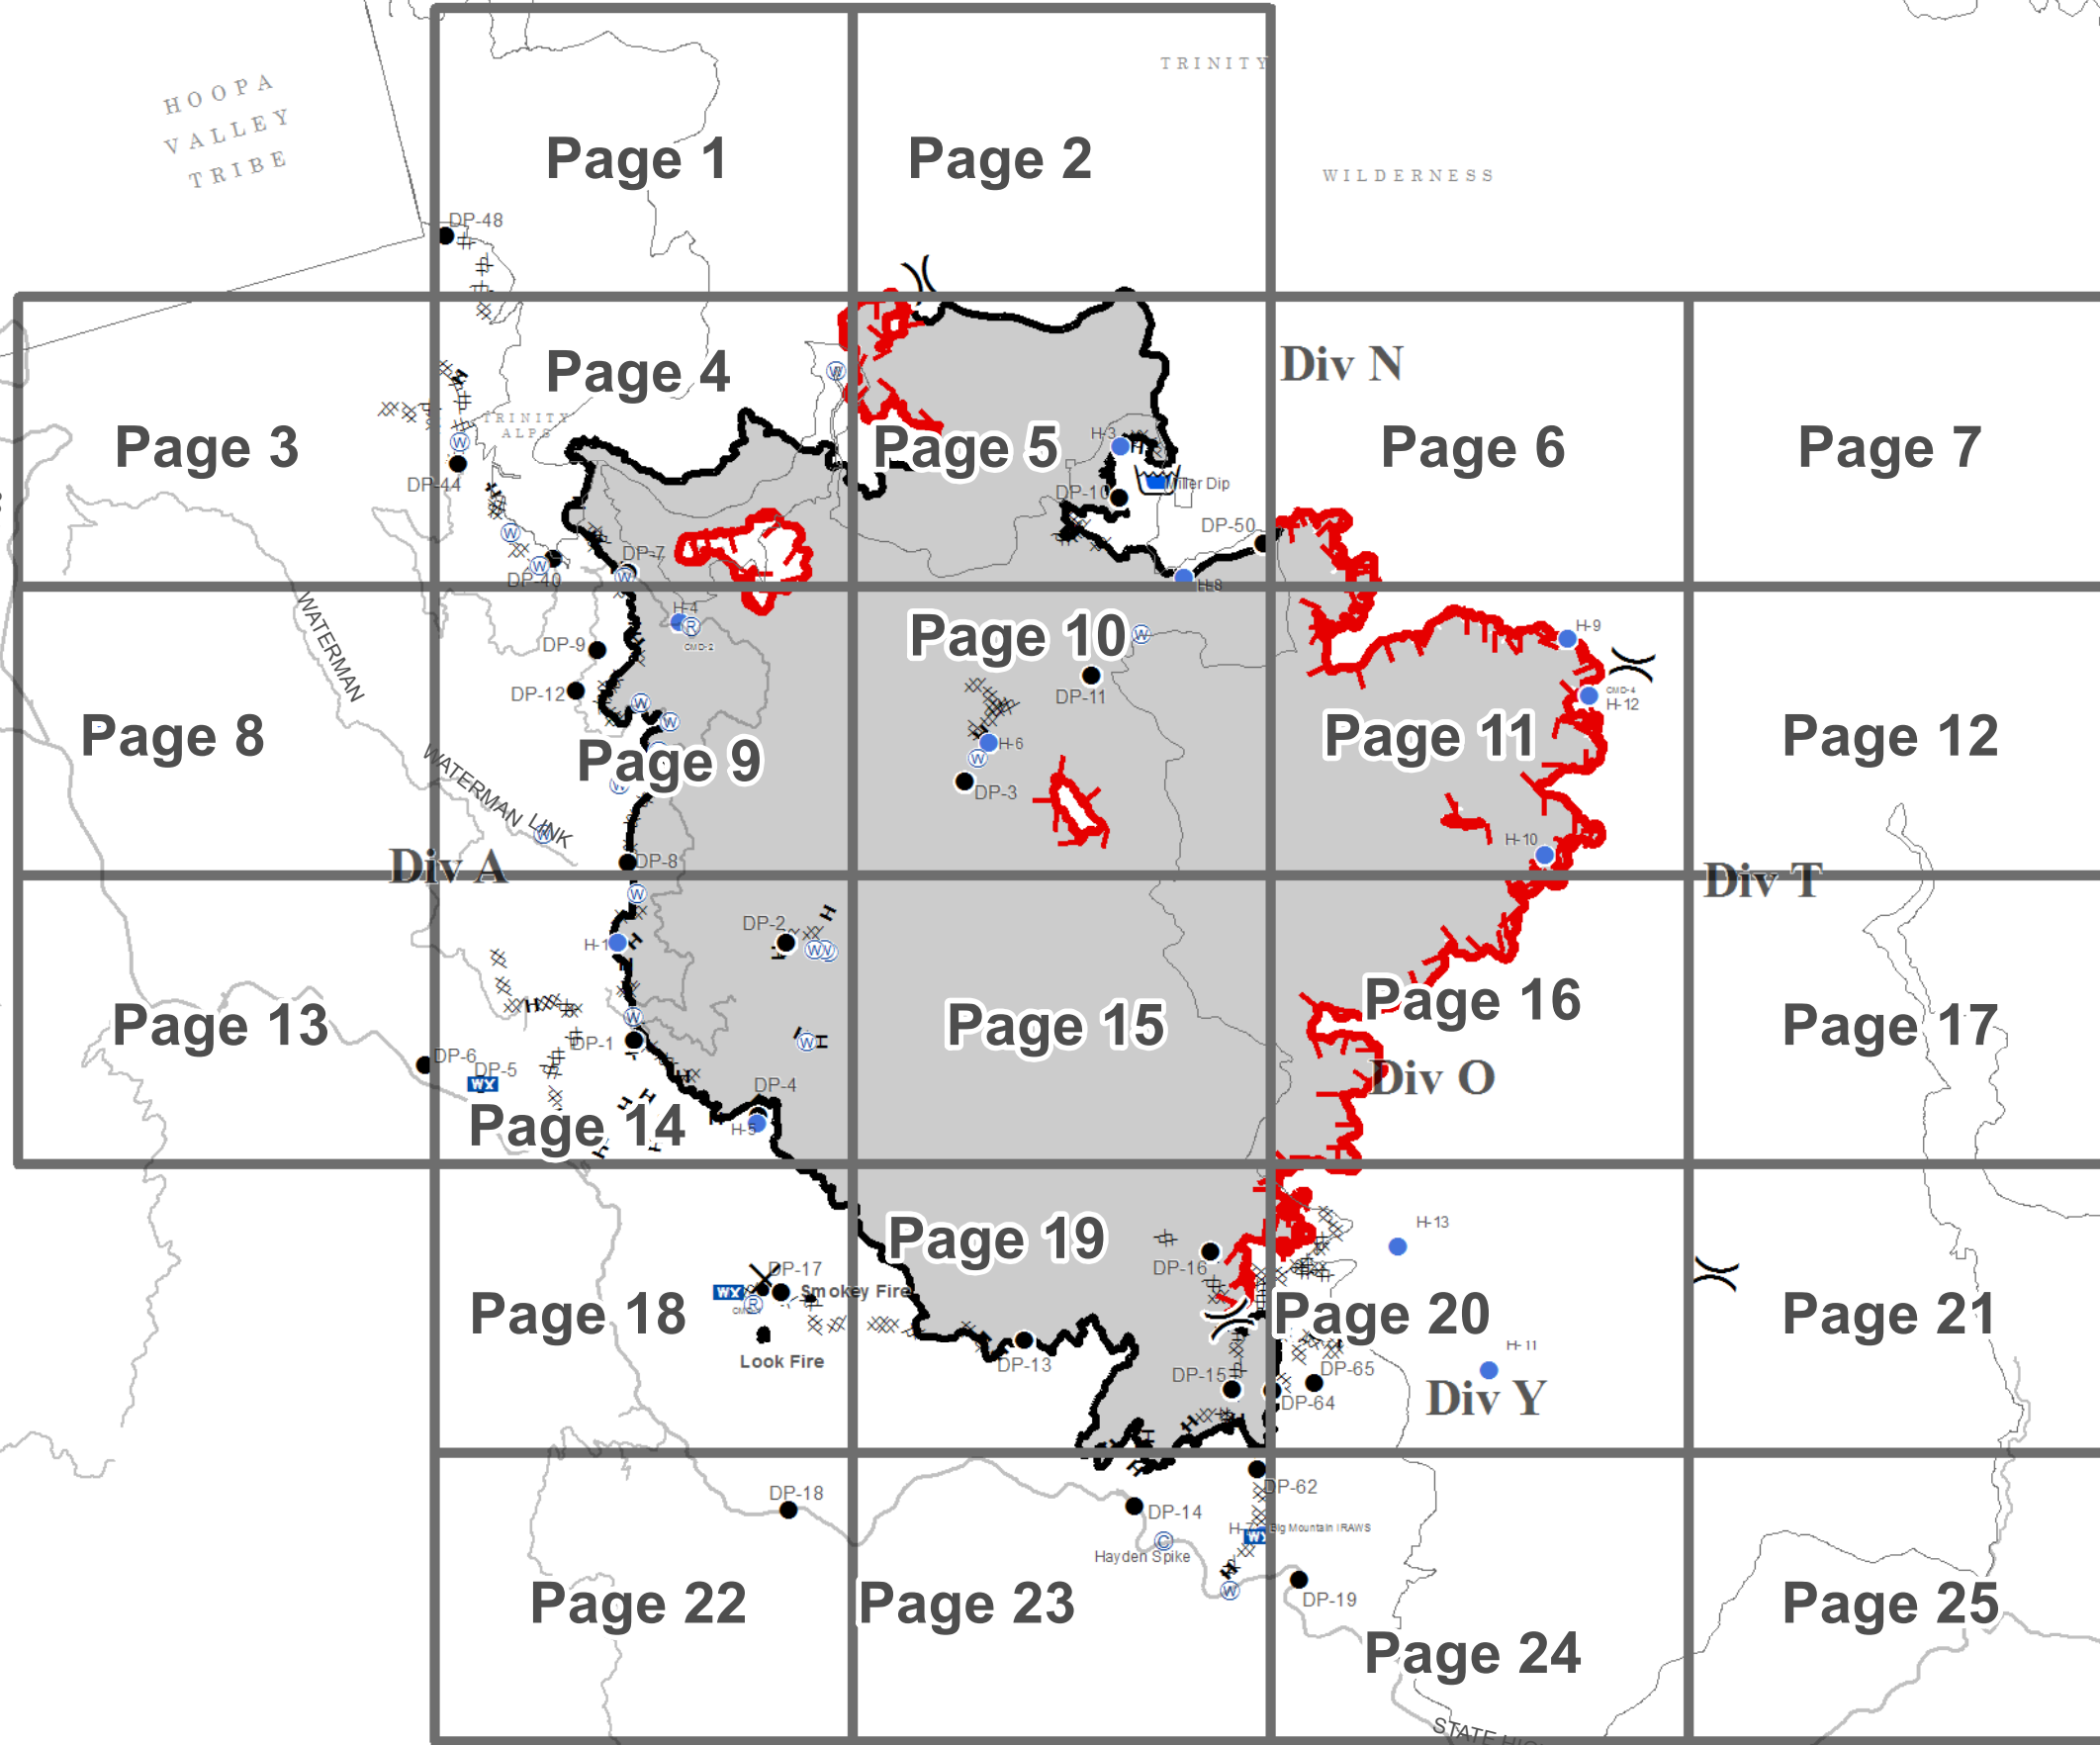 HOOPA
VALLEY
TRIBE
TRINITY
WILDERNESS
Page 1
Page 2
DP-48
Div N
Page 3
Page 4
Page 5
Page 6
Page 7
TRINITY
ALPS
H-3
DP-44
DP-10
Miller Dip
DP-50
DP-40
DP-7
H-8
WATERMAN
H-4
CMD-2
DP-9
DP-12
Page 8
Page 9
Page 10
DP-11
H-6
DP-3
H-9
CMD-4
H-12
Page 11
Page 12
WATERMAN LINK
H-10
Div A
DP-8
Div T
DP-2
H-1
Page 13
DP-6
DP-5
WX
DP-1
DP-4
H-5
Page 14
Page 15
Page 16
Page 17
Div O
Page 18
WX
DP-17
Smokey Fire
Look Fire
Page 19
DP-16
H-13
Page 20
Page 21
DP-13
DP-15
DP-65
DP-64
H-11
Div Y
DP-18
DP-14
Hayden Spike
DP-62
H-7
WX
Big Mountain IRAWS
DP-19
Page 22
Page 23
Page 24
Page 25
STATE